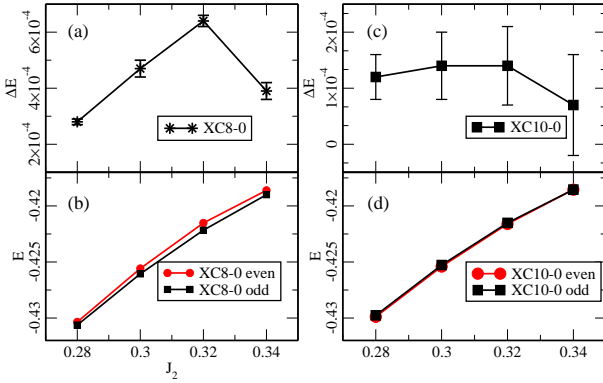 (a)
ΔE
6×10⁻⁴
4×10⁻⁴
2×10⁻⁴
XC8-0
(c)
ΔE
2×10⁻⁴
1×10⁻⁴
0
XC10-0
(b)
E
-0.42
-0.425
-0.43
XC8-0 even
XC8-0 odd
0.28 0.3 0.32 0.34
J₂
(d)
E
-0.42
-0.425
-0.43
XC10-0 even
XC10-0 odd
0.28 0.3 0.32 0.34